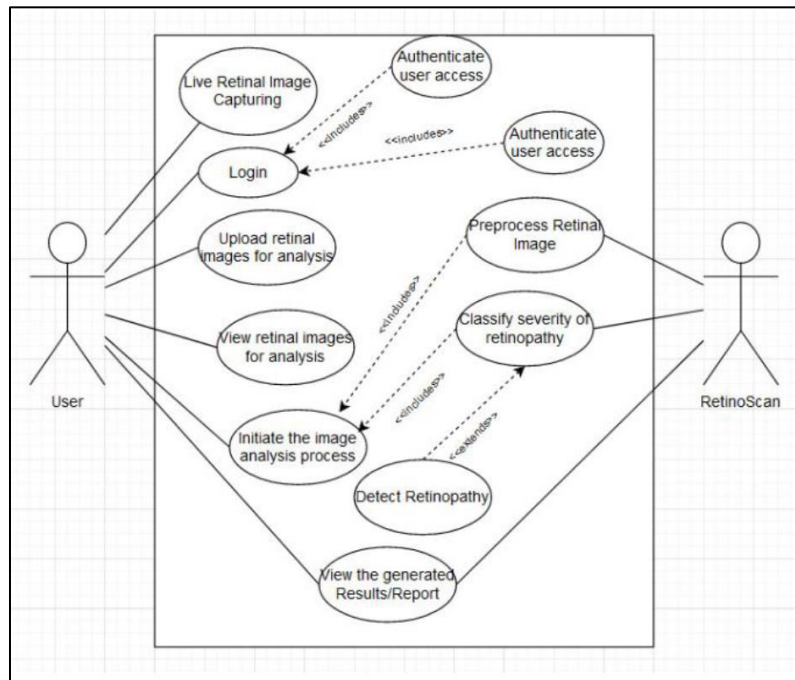 Live Retinal Image
Capturing
Authenticate
user access
<<includes>>
<<includes>>
Authenticate
user access
Login
Upload retinal
images for analysis
Preprocess Retinal
Image
<<includes>>
View retinal images
for analysis
Classify severity of
retinopathy
User
RetinoScan
<<includes>>
Initiate the image
analysis process
<<extends>>
Detect Retinopathy
View the generated
Results/Report